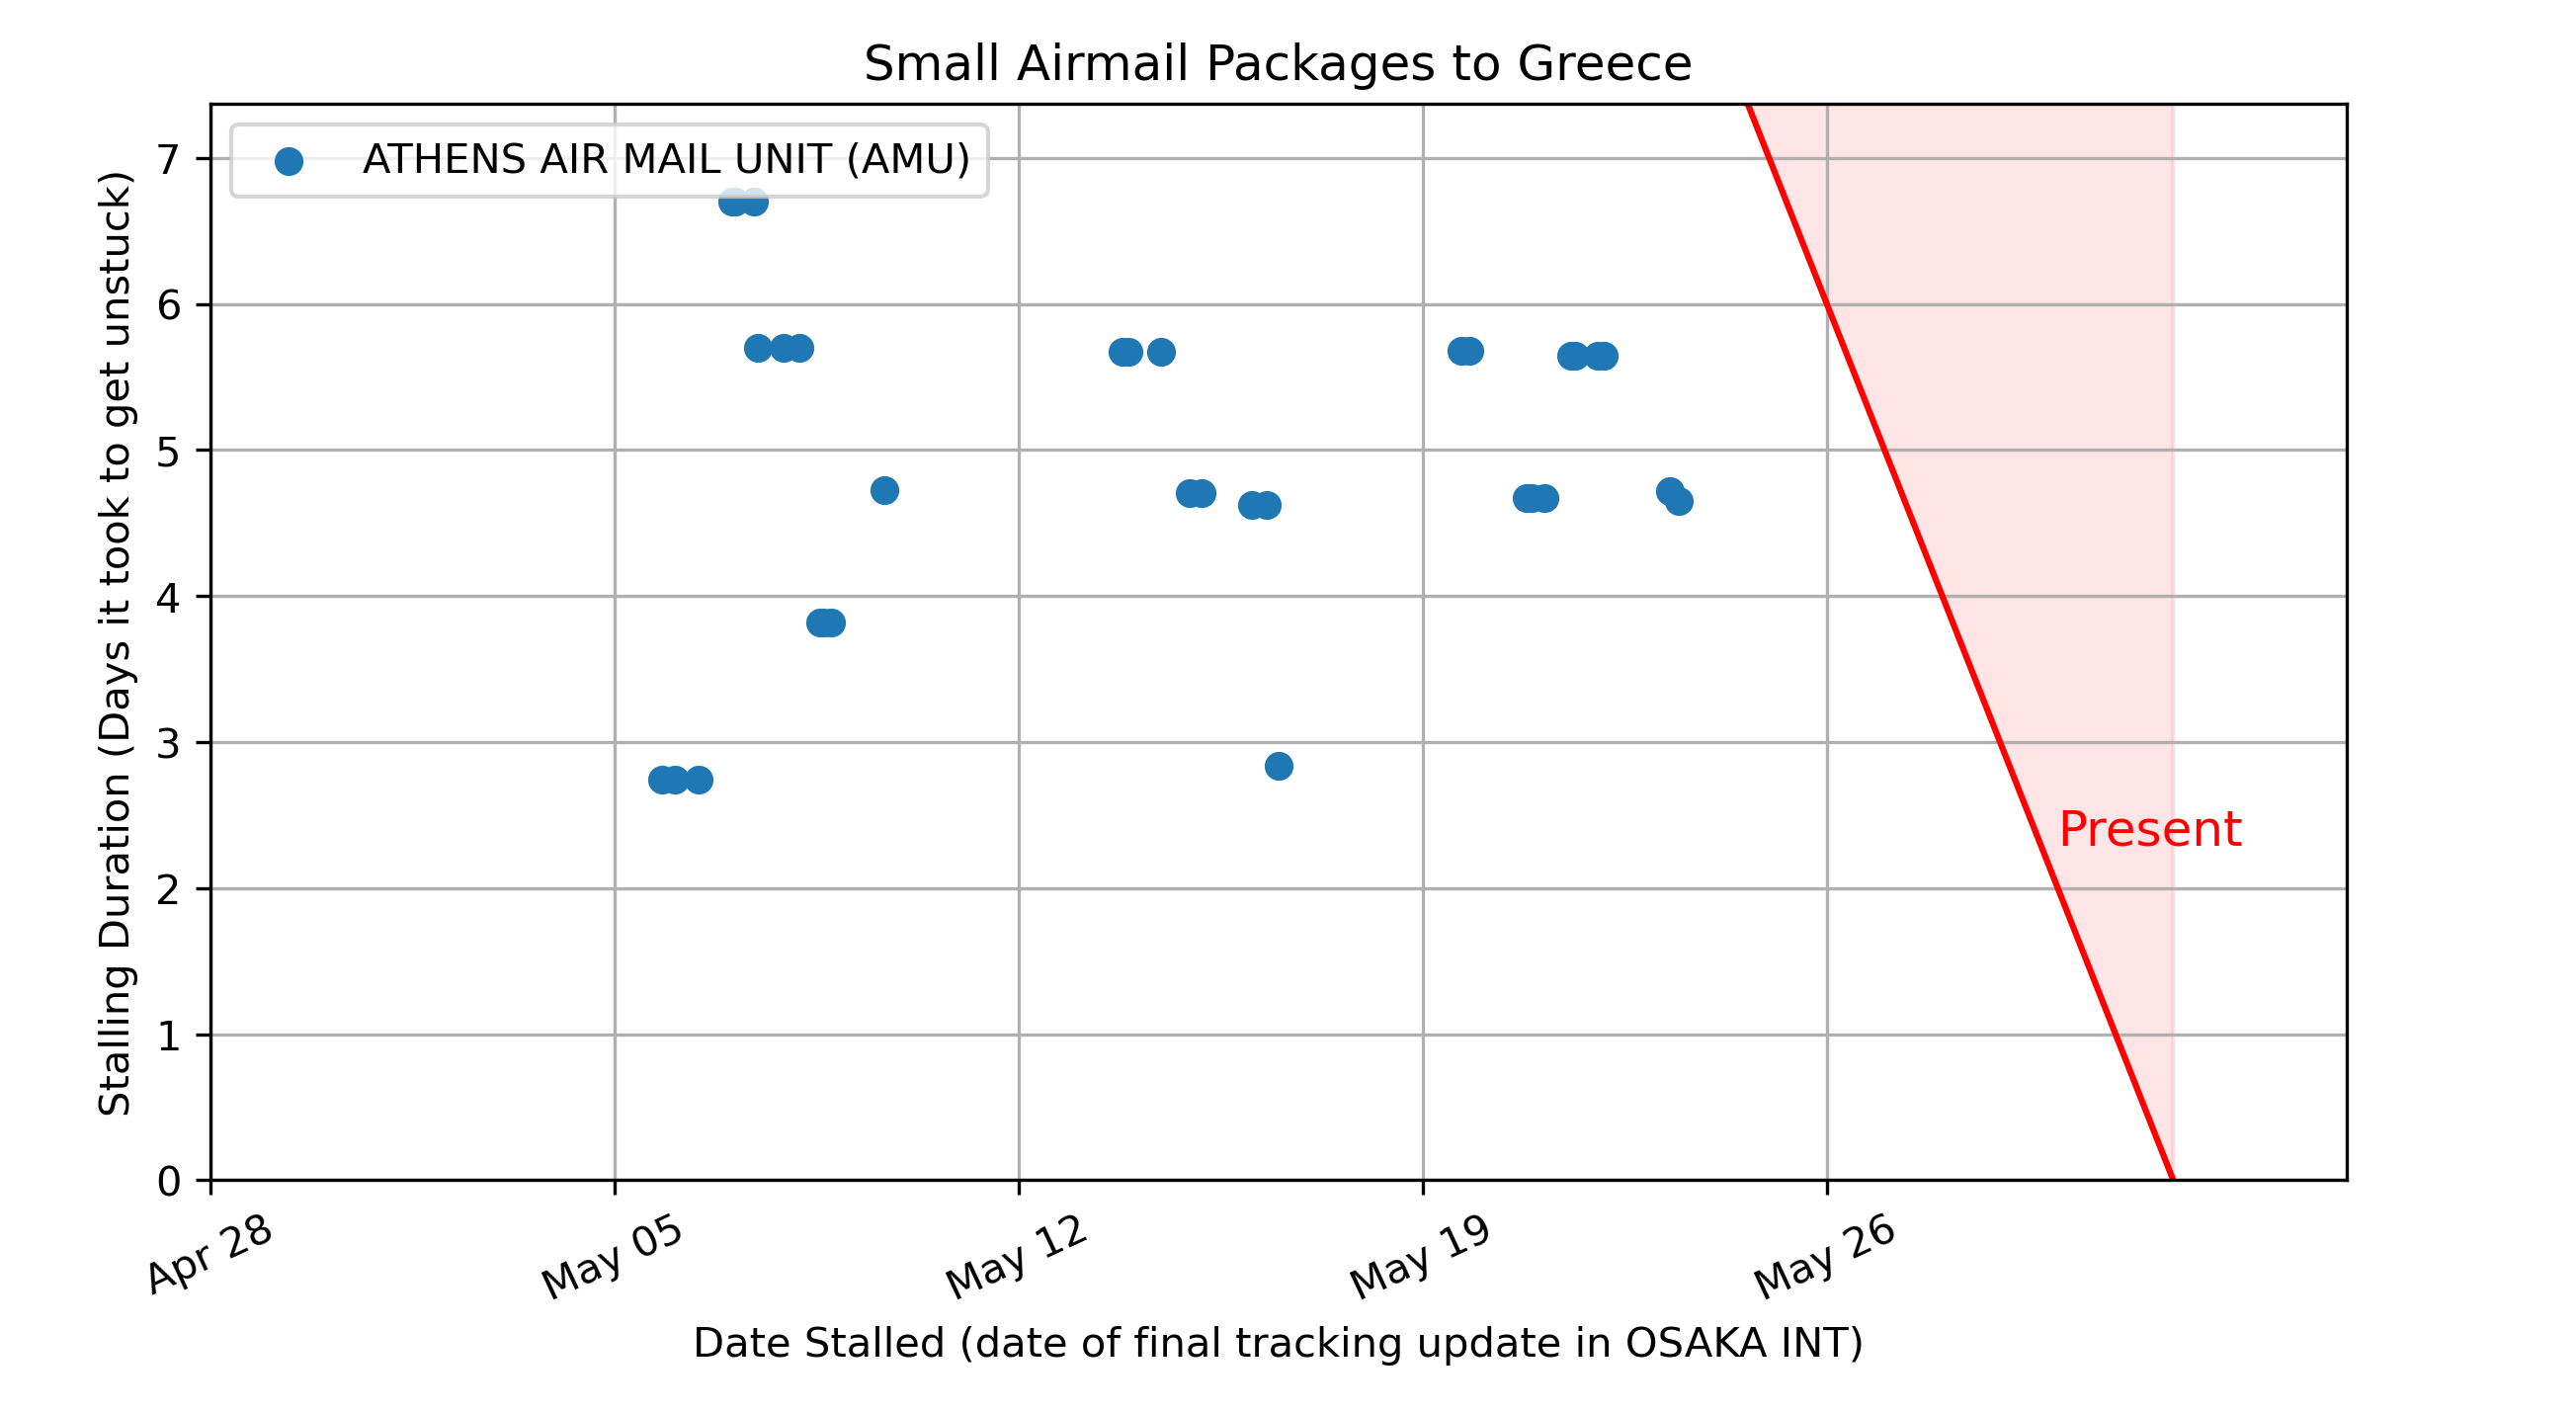 Small Airmail Packages to Greece
ATHENS AIR MAIL UNIT (AMU)
Stalling Duration (Days it took to get unstuck)
7
6
5
4
3
2
1
0
Present
Apr 28
May 05
May 12
May 19
May 26
Date Stalled (date of final tracking update in OSAKA INT)